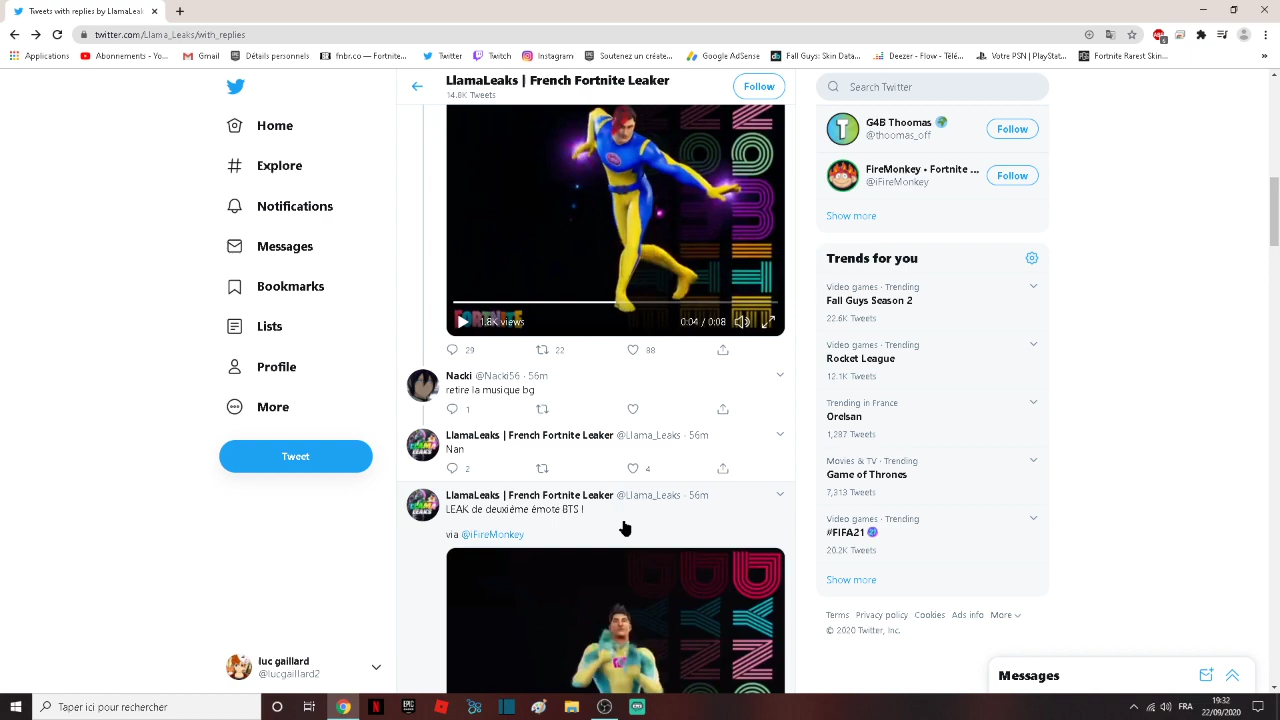 Tweets with replies by LlamaLeak
twitter.com/Llama_Leaks/with_replies
Applications
Abonnements - Yo...
Gmail
Détails personnels
fnbr.co — Fortnite...
Twitter
Twitch
Instagram
Soutenez un créate...
Google AdSense
Fall Guys: Skin Data...
Deezer - Flow - Télé...
Votre PSN | PlayStat...
Fortnite Rarest Skin...
»
LlamaLeaks | French Fortnite Leaker
14.8K Tweets
Follow
Home
Explore
Notifications
Messages
Bookmarks
Lists
Profile
More
Tweet
luc gaillard
@lucgaillard2
FORTNITE
1.8K views
0:04 / 0:08
29
22
88
Nacki @Nacki56 · 56m
retire la musique bg
1
LlamaLeaks | French Fortnite Leaker @Llama_Leaks · 56m
Nan
2
4
LlamaLeaks | French Fortnite Leaker @Llama_Leaks · 56m
LEAK de deuxième émote BTS !
via @iFireMonkey
Search Twitter
G4B Thoomas
@thoomas_off
Follow
FireMonkey • Fortnite ...
@iFireMonkey
Follow
Show more
Trends for you
Video games · Trending
Fall Guys Season 2
22.6K Tweets
Video games · Trending
Rocket League
12.1K Tweets
Trending in France
Orelsan
1,287 Tweets
Movies & TV · Trending
Game of Thrones
7,313 Tweets
Video games · Trending
#FIFA21
20.2K Tweets
Show more
Terms Privacy policy Cookies Ads info More
© 2020 Twitter, Inc.
Messages
Taper ici pour rechercher
FRA
19:32
22/09/2020